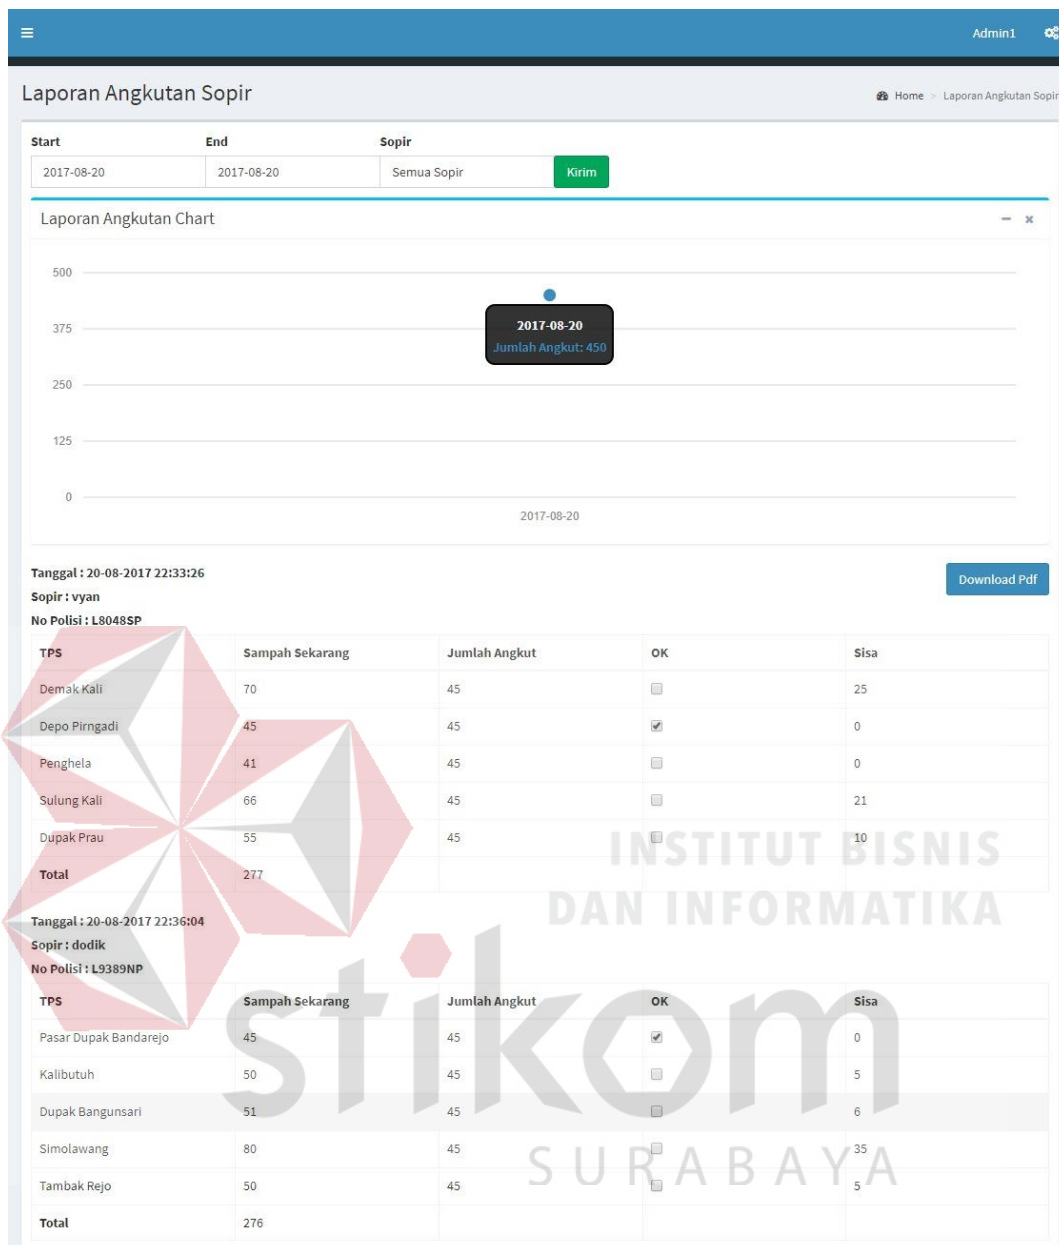 Admin1
Laporan Angkutan Sopir
Home > Laporan Angkutan Sopir
Start End Sopir
2017-08-20 2017-08-20 Semua Sopir Kirim
Laporan Angkutan Chart
500
375
250
125
0
2017-08-20
Jumlah Angkut: 450
2017-08-20
Download Pdf
Tanggal : 20-08-2017 22:33:26
Sopir : vyan
No Polisi : L8048SP
TPS Sampah Sekarang Jumlah Angkut OK Sisa
Demak Kali 70 45 25
Depo Pirngadi 45 45 0
Penghela 41 45 0
Sulung Kali 66 45 21
Dupak Prau 55 45 10
Total 277
Tanggal : 20-08-2017 22:36:04
Sopir : dodik
No Polisi : L9389NP
TPS Sampah Sekarang Jumlah Angkut OK Sisa
Pasar Dupak Bandarejo 45 45 0
Kalibutuh 50 45 5
Dupak Bangunsari 51 45 6
Simolawang 80 45 35
Tambak Rejo 50 45 5
Total 276
INSTITUT BISNIS
DAN INFORMATIKA
stikom
SURABAYA